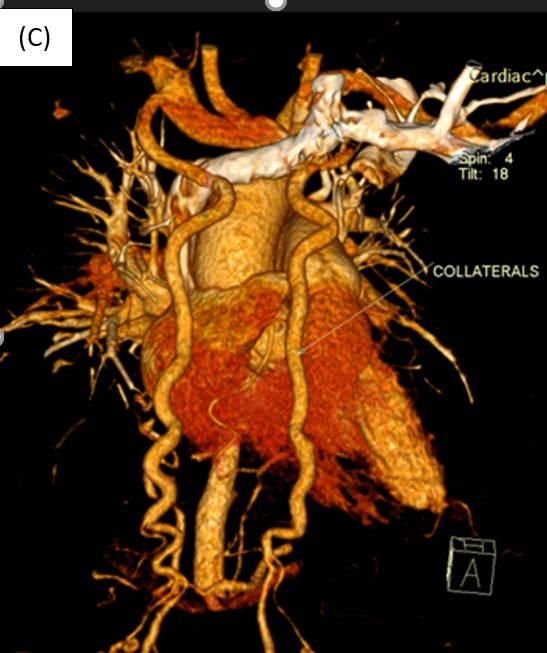 (C)
Cardiac^
Spin: 4
Tilt: 18
COLLATERALS
A